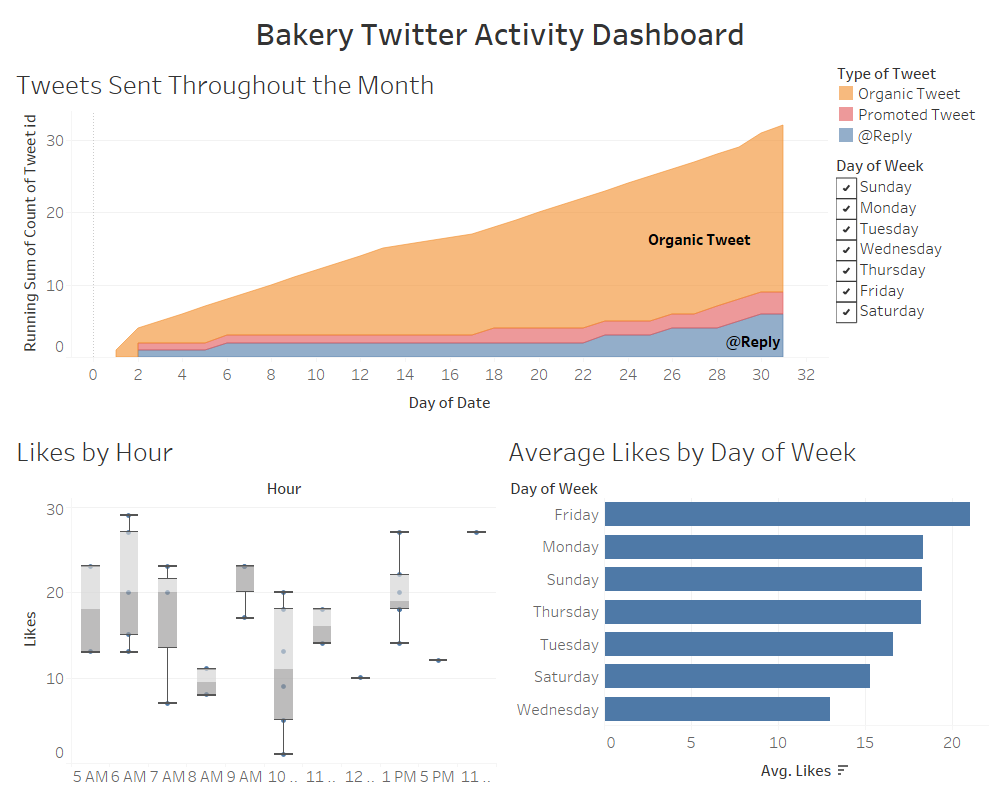 Bakery Twitter Activity Dashboard
Tweets Sent Throughout the Month
Running Sum of Count of Tweet id
30
20
10
0
Organic Tweet
@Reply
0 2 4 6 8 10 12 14 16 18 20 22 24 26 28 30 32
Day of Date
Type of Tweet
Organic Tweet
Promoted Tweet
@Reply
Day of Week
Sunday
Monday
Tuesday
Wednesday
Thursday
Friday
Saturday
Likes by Hour
Hour
Likes
30
20
10
0
5 AM 6 AM 7 AM 8 AM 9 AM 10 .. 11 .. 12 .. 1 PM 5 PM 11 ..
Average Likes by Day of Week
Day of Week
Friday
Monday
Sunday
Thursday
Tuesday
Saturday
Wednesday
0 5 10 15 20
Avg. Likes